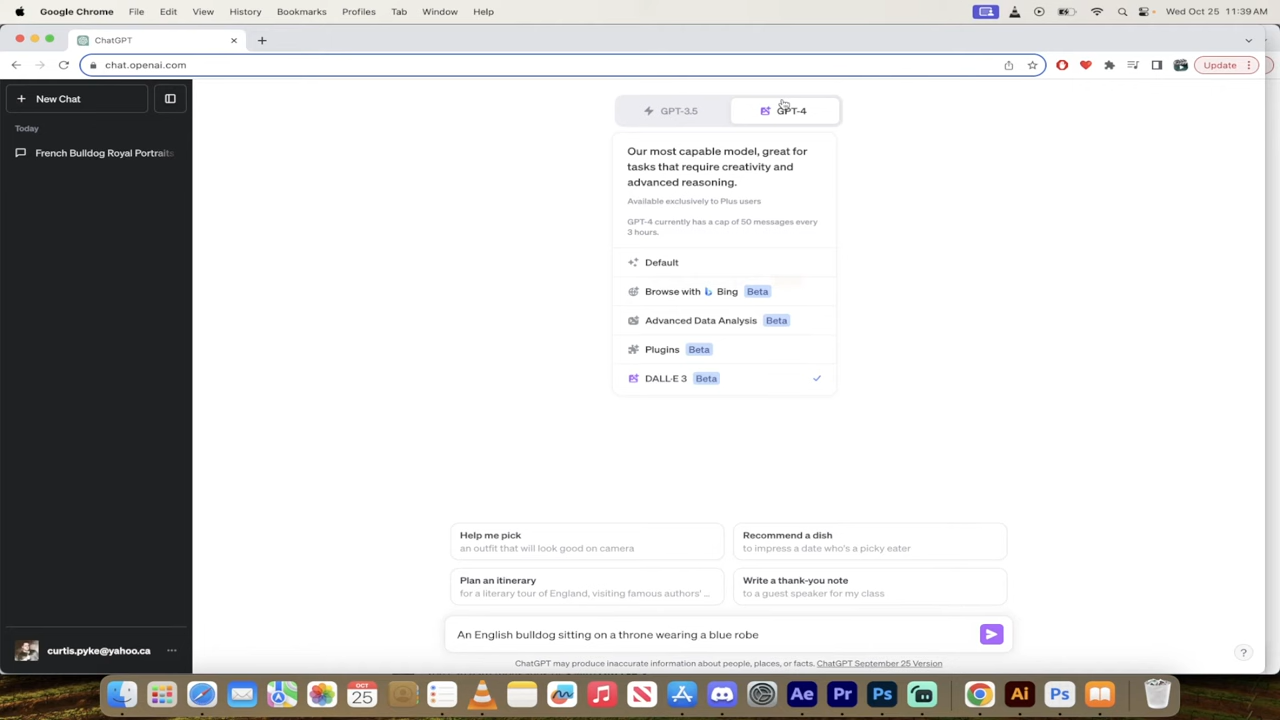 Google Chrome File Edit View History Bookmarks Profiles Tab Window Help Wed Oct 25 11:39 AM
ChatGPT
chat.openai.com Update
New Chat
Today
French Bulldog Royal Portraits
GPT-3.5 GPT-4
Our most capable model, great for
tasks that require creativity and
advanced reasoning.
Available exclusively to Plus users
GPT-4 currently has a cap of 50 messages every
3 hours.
Default
Browse with Bing Beta
Advanced Data Analysis Beta
Plugins Beta
DALL·E 3 Beta
Help me pick
an outfit that will look good on camera
Recommend a dish
to impress a date who's a picky eater
Plan an itinerary
for a literary tour of England, visiting famous authors' ...
Write a thank-you note
to a guest speaker for my class
An English bulldog sitting on a throne wearing a blue robe
ChatGPT may produce inaccurate information about people, places, or facts. ChatGPT September 25 Version
curtis.pyke@yahoo.ca
?
OCT
25
Ae Pr Ps Ai Ps